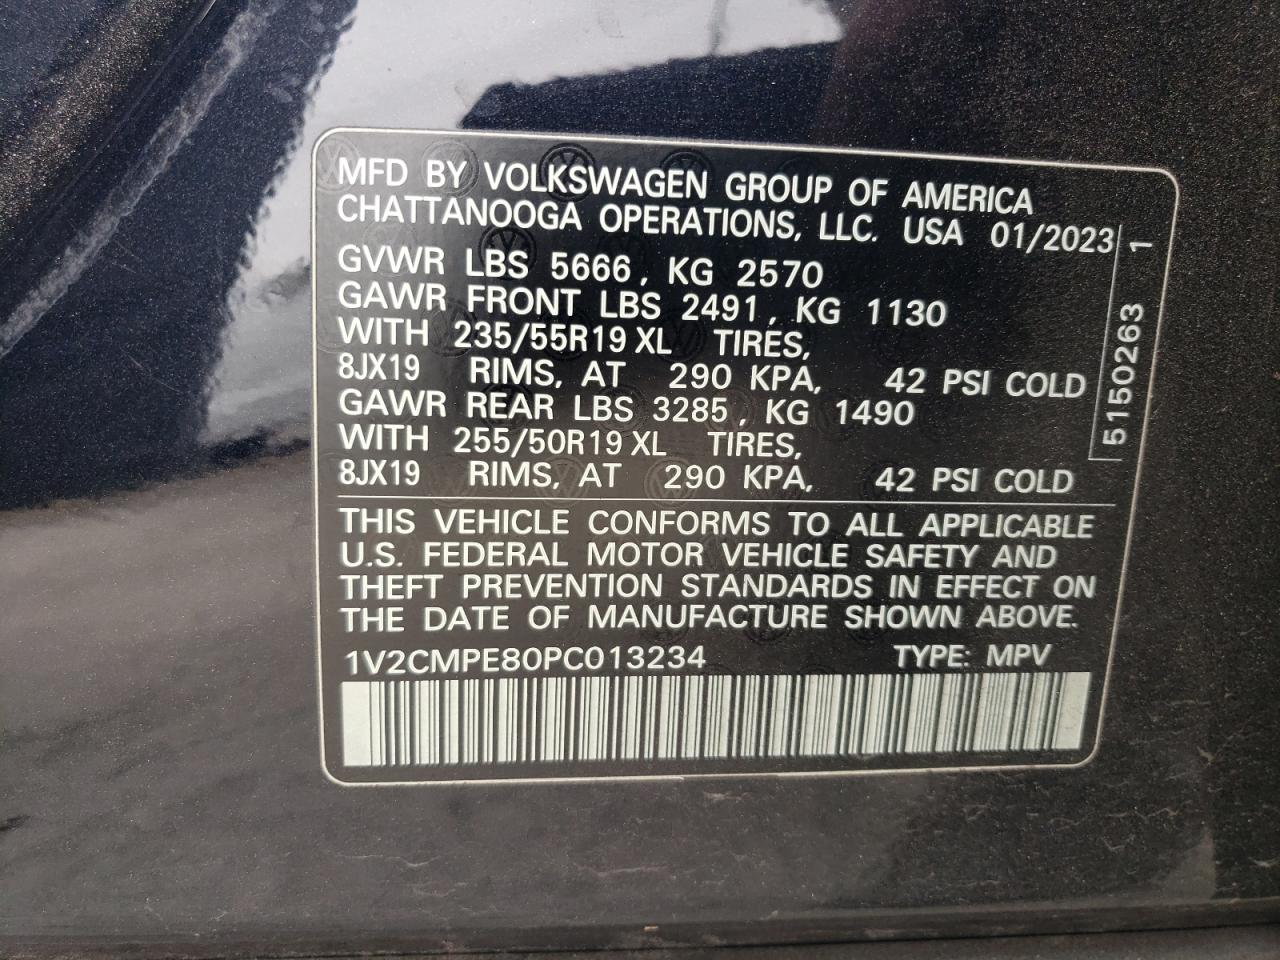 MFD BY VOLKSWAGEN GROUP OF AMERICA
CHATTANOOGA OPERATIONS, LLC. USA 01/2023
GVWR LBS 5666, KG 2570
GAWR FRONT LBS 2491, KG 1130
WITH 235/55R19 XL TIRES,
8JX19 RIMS, AT 290 KPA, 42 PSI COLD
GAWR REAR LBS 3285, KG 1490
WITH 255/50R19 XL TIRES,
8JX19 RIMS, AT 290 KPA, 42 PSI COLD
5150263 1
THIS VEHICLE CONFORMS TO ALL APPLICABLE
U.S. FEDERAL MOTOR VEHICLE SAFETY AND
THEFT PREVENTION STANDARDS IN EFFECT ON
THE DATE OF MANUFACTURE SHOWN ABOVE.
1V2CMPE80PC013234 TYPE: MPV